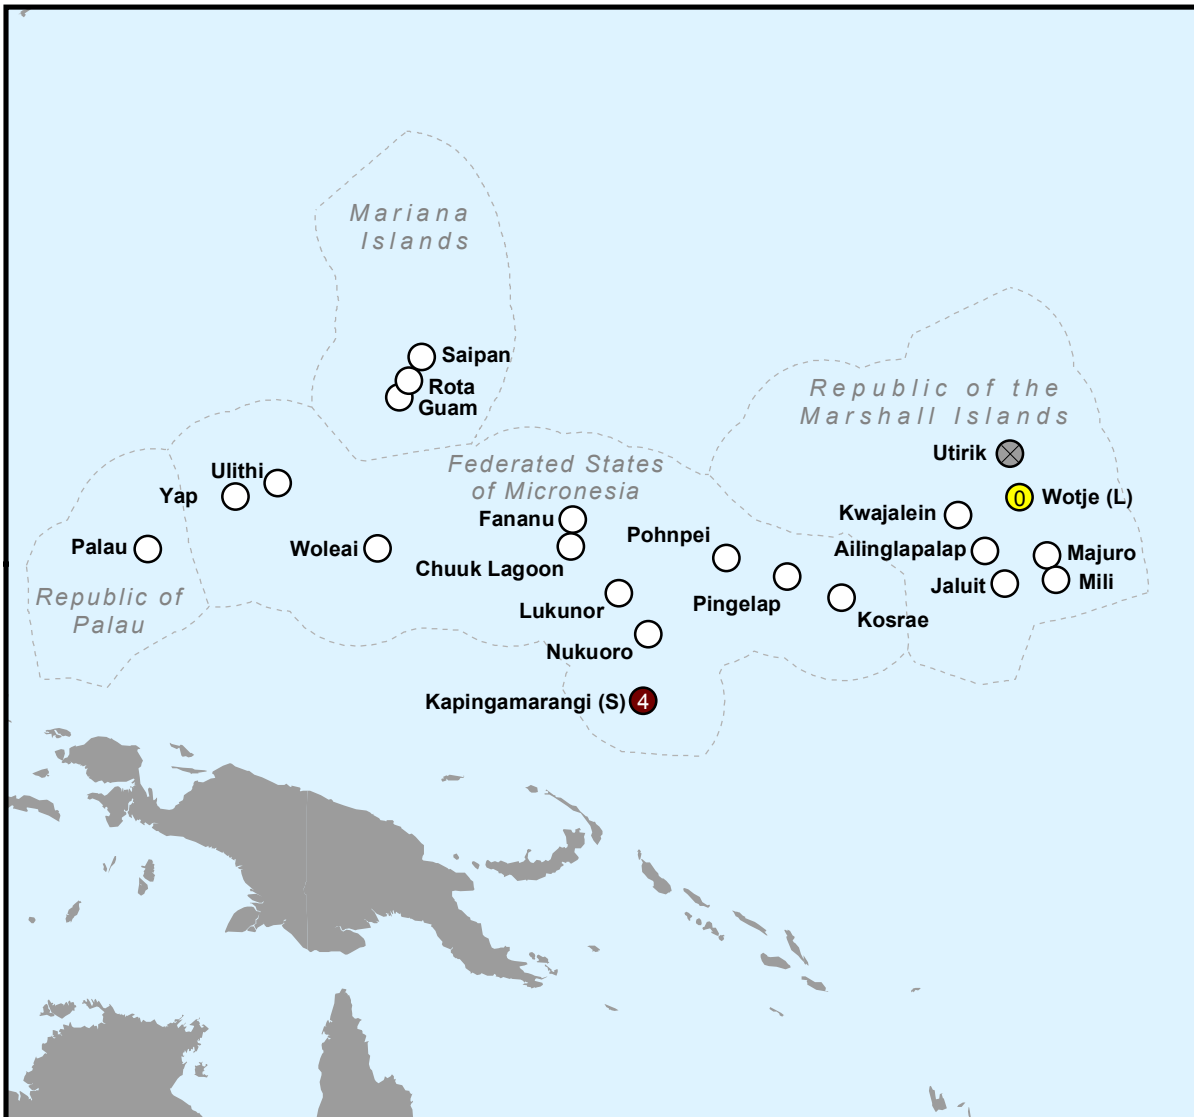 Mariana
Islands
Saipan
Rota
Guam
Republic of the
Marshall Islands
Utirik
0
Wotje (L)
Kwajalein
Ailinglapalap
Majuro
Jaluit
Mili
Federated States
of Micronesia
Ulithi
Yap
Fananu
Palau
Woleai
Chuuk Lagoon
Pohnpei
Pingelap
Kosrae
Lukunor
Nukuoro
Republic of
Palau
Kapingamarangi (S)
4